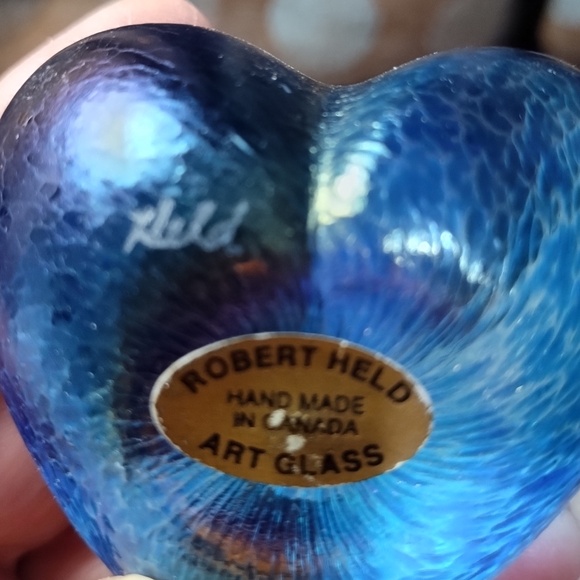 Held
ROBERT HELD
HAND MADE
IN CANADA
ART GLASS